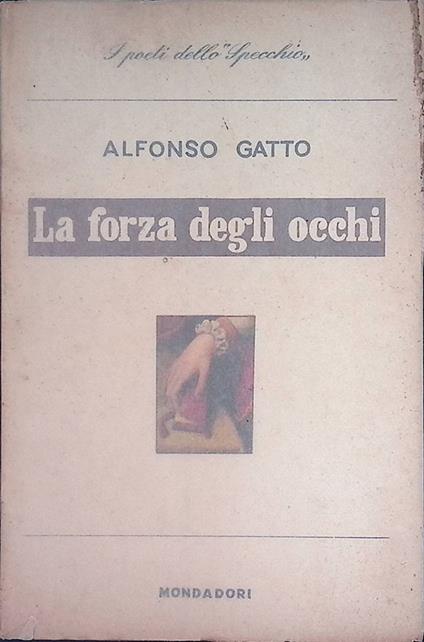 I poeti dello "Specchio„
ALFONSO GATTO
La forza degli occhi
MONDADORI